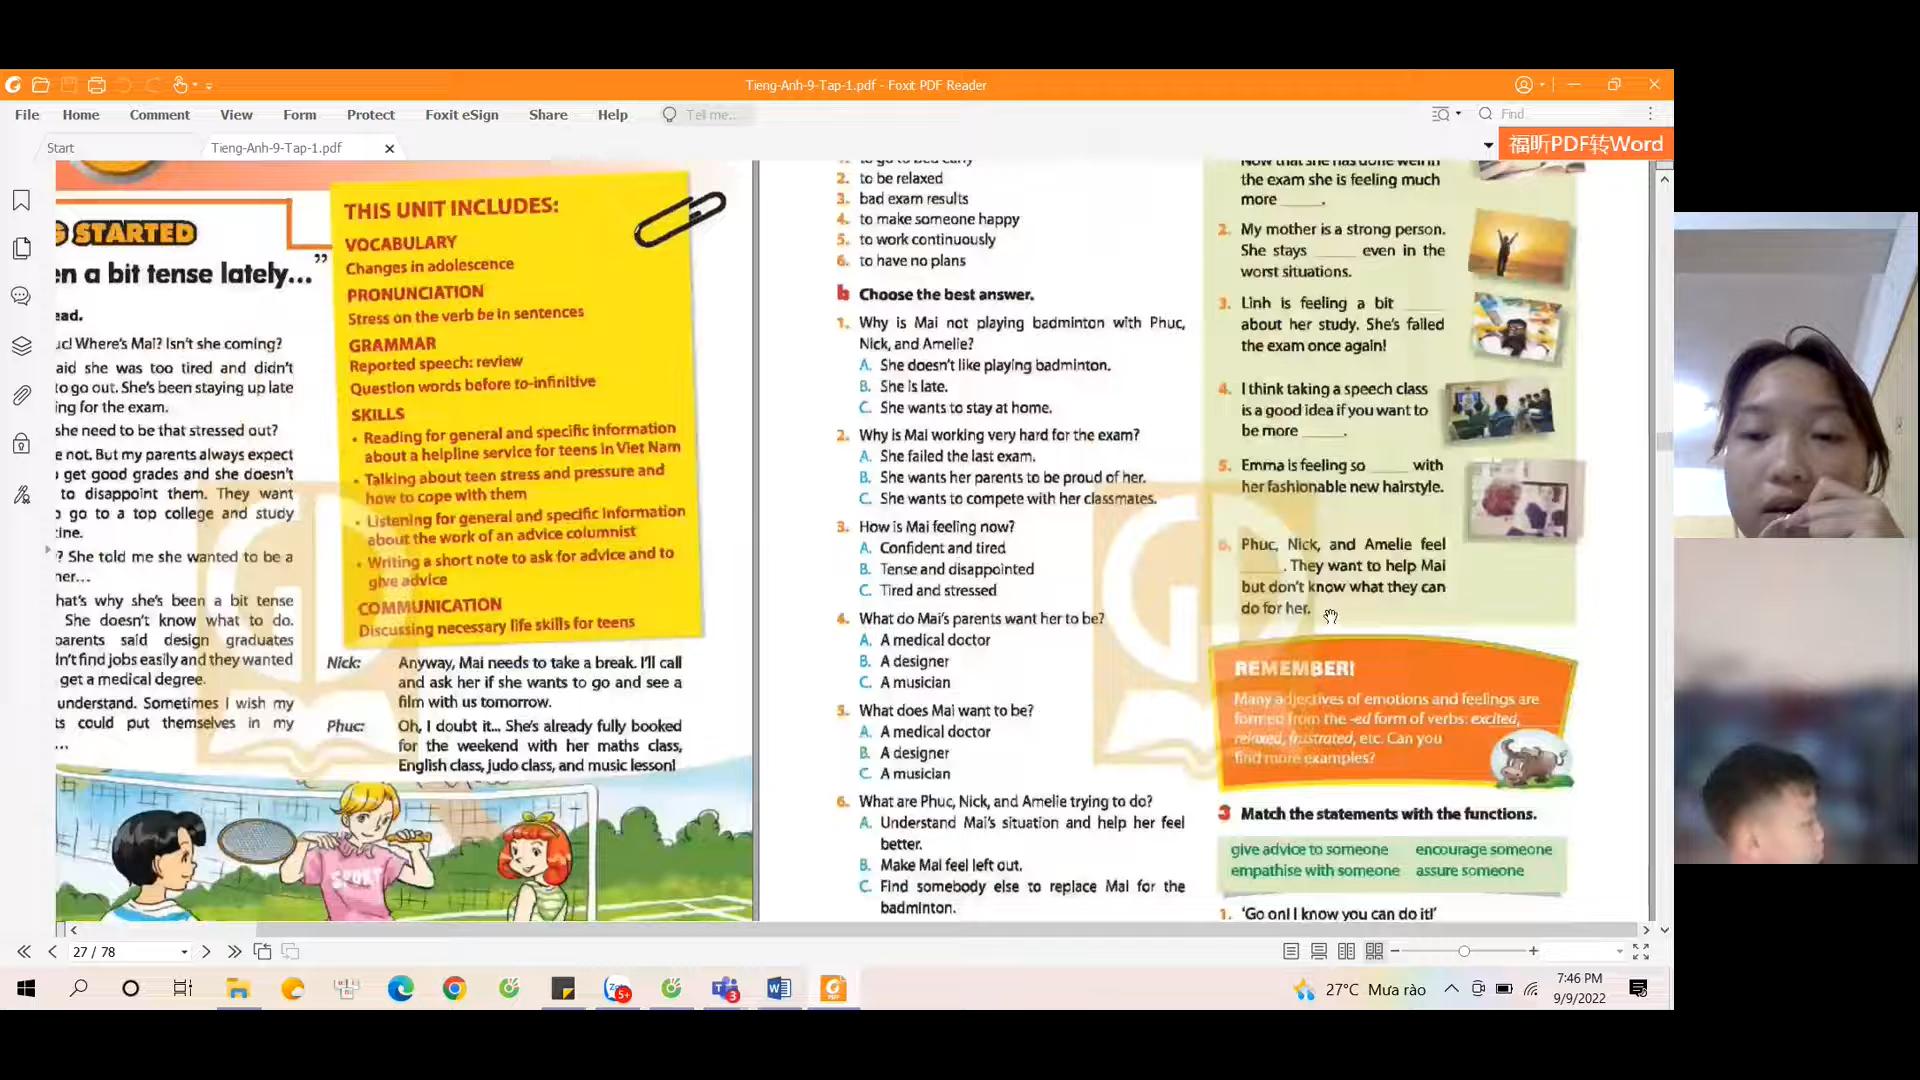 Tieng-Anh-9-Tap-1.pdf - Foxit PDF Reader
File Home Comment View Form Protect Foxit eSign Share Help Tell me... Find
Start Tieng-Anh-9-Tap-1.pdf
福昕PDF转Word
STARTED
en a bit tense lately..."
ead.
uc! Where's Mai? Isn't she coming?
aid she was too tired and didn't
to go out. She's been staying up late
ing for the exam.
she need to be that stressed out?
e not. But my parents always expect
o get good grades and she doesn't
to disappoint them. They want
o go to a top college and study
ine.
? She told me she wanted to be a
ner...
hat's why she's been a bit tense
She doesn't know what to do.
parents said design graduates
dn't find jobs easily and they wanted
get a medical degree.
understand. Sometimes I wish my
ts could put themselves in my
...
THIS UNIT INCLUDES:
VOCABULARY
Changes in adolescence
PRONUNCIATION
Stress on the verb be in sentences
GRAMMAR
Reported speech: review
Question words before to-infinitive
SKILLS
• Reading for general and specific information
about a helpline service for teens in Viet Nam
• Talking about teen stress and pressure and
how to cope with them
• Listening for general and specific information
about the work of an advice columnist
• Writing a short note to ask for advice and to
give advice
COMMUNICATION
Discussing necessary life skills for teens
Nick: Anyway, Mai needs to take a break. I'll call
and ask her if she wants to go and see a
film with us tomorrow.
Phuc: Oh, I doubt it... She's already fully booked
for the weekend with her maths class,
English class, judo class, and music lesson!
SPORT
1. to go to bed early
2. to be relaxed
3. bad exam results
4. to make someone happy
5. to work continuously
6. to have no plans
b Choose the best answer.
1. Why is Mai not playing badminton with Phuc,
Nick, and Amelie?
A. She doesn't like playing badminton.
B. She is late.
C. She wants to stay at home.
2. Why is Mai working very hard for the exam?
A. She failed the last exam.
B. She wants her parents to be proud of her.
C. She wants to compete with her classmates.
3. How is Mai feeling now?
A. Confident and tired
B. Tense and disappointed
C. Tired and stressed
4. What do Mai's parents want her to be?
A. A medical doctor
B. A designer
C. A musician
5. What does Mai want to be?
A. A medical doctor
B. A designer
C. A musician
6. What are Phuc, Nick, and Amelie trying to do?
A. Understand Mai's situation and help her feel
better.
B. Make Mai feel left out.
C. Find somebody else to replace Mai for the
badminton.
Now that she has done well in
the exam she is feeling much
more _____.
2. My mother is a strong person.
She stays _____ even in the
worst situations.
3. Linh is feeling a bit _____
about her study. She's failed
the exam once again!
4. I think taking a speech class
is a good idea if you want to
be more _____.
5. Emma is feeling so _____ with
her fashionable new hairstyle.
6. Phuc, Nick, and Amelie feel
_____. They want to help Mai
but don't know what they can
do for her.
REMEMBER!
Many adjectives of emotions and feelings are
formed from the -ed form of verbs: excited,
relaxed, frustrated, etc. Can you
find more examples?
3 Match the statements with the functions.
give advice to someone encourage someone
empathise with someone assure someone
1. 'Go on! I know you can do it!'
27 / 78
27°C Mưa rào
7:46 PM
9/9/2022